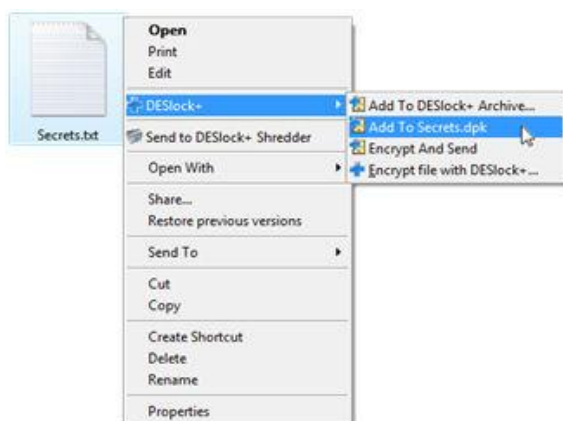 Secrets.txt
Open
Print
Edit
DESlock+
Send to DESlock+ Shredder
Open With
Share...
Restore previous versions
Send To
Cut
Copy
Create Shortcut
Delete
Rename
Properties
Add To DESlock+ Archive...
Add To Secrets.dpk
Encrypt And Send
Encrypt file with DESlock+...